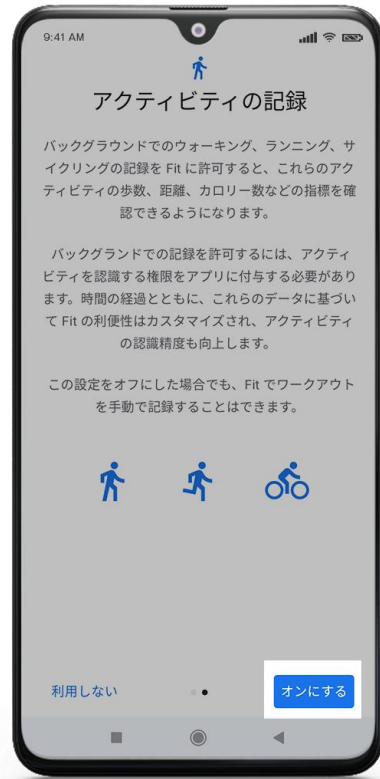 9:41 AM
アクティビティの記録
バックグラウンドでのウォーキング、ランニング、サ
イクリングの記録を Fit に許可すると、これらのアク
ティビティの歩数、距離、カロリー数などの指標を確
認できるようになります。
バックグランドでの記録を許可するには、アクティ
ビティを認識する権限をアプリに付与する必要があり
ます。時間の経過とともに、これらのデータに基づい
て Fit の利便性はカスタマイズされ、アクティビティ
の認識精度も向上します。
この設定をオフにした場合でも、Fit でワークアウト
を手動で記録することはできます。
利用しない
オンにする